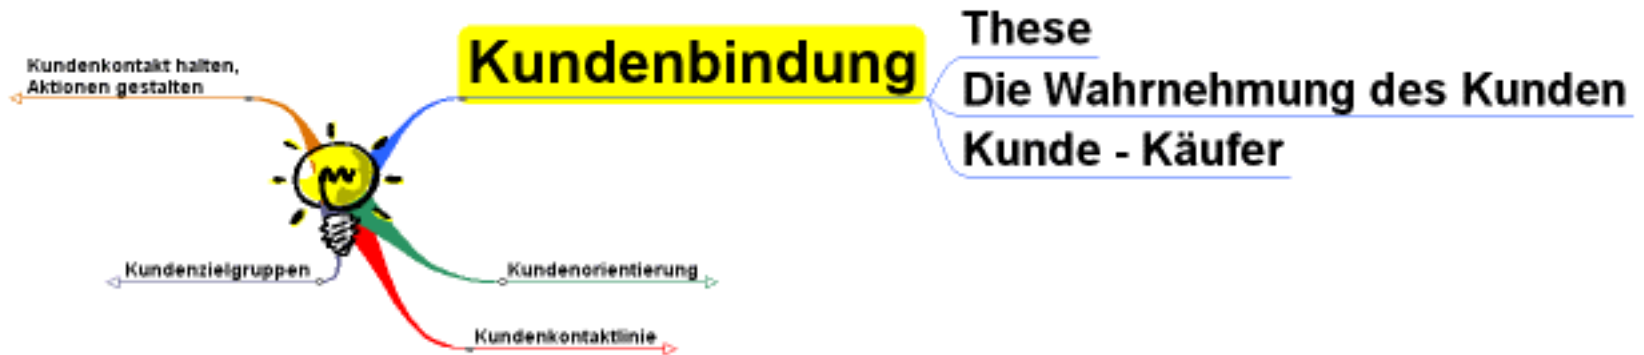 Kundenbindung
These
Die Wahrnehmung des Kunden
Kunde - Käufer
Kundenkontakt halten,
Aktionen gestalten
Kundenzielgruppen
Kundenorientierung
Kundenkontaktlinie